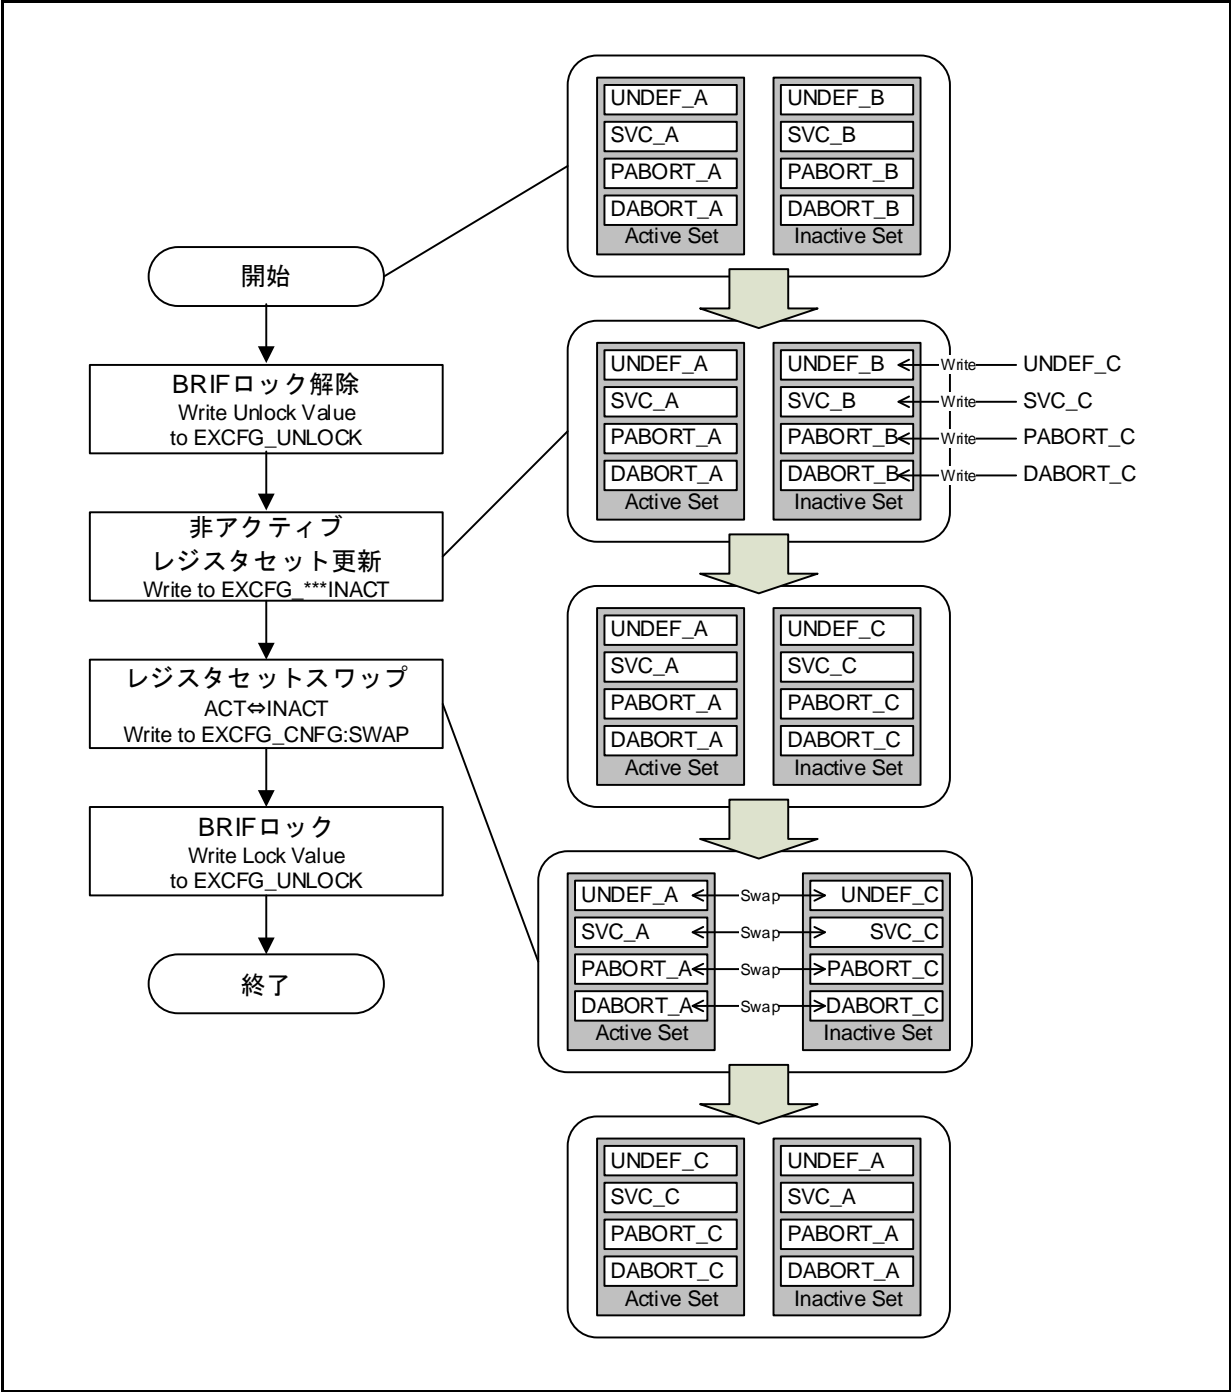 開始
BRIFロック解除
Write Unlock Value
to EXCFG_UNLOCK
非アクティブ
レジスタセット更新
Write to EXCFG_***INACT
レジスタセットスワップ
ACT⇔INACT
Write to EXCFG_CNFG:SWAP
BRIFロック
Write Lock Value
to EXCFG_UNLOCK
終了
UNDEF_A
SVC_A
PABORT_A
DABORT_A
Active Set
UNDEF_B
SVC_B
PABORT_B
DABORT_B
Inactive Set
UNDEF_A
SVC_A
PABORT_A
DABORT_A
Active Set
UNDEF_B Write UNDEF_C
SVC_B Write SVC_C
PABORT_B Write PABORT_C
DABORT_B Write DABORT_C
Inactive Set
UNDEF_A
SVC_A
PABORT_A
DABORT_A
Active Set
UNDEF_C
SVC_C
PABORT_C
DABORT_C
Inactive Set
UNDEF_A Swap UNDEF_C
SVC_A Swap SVC_C
PABORT_A Swap PABORT_C
DABORT_A Swap DABORT_C
Active Set Inactive Set
UNDEF_C
SVC_C
PABORT_C
DABORT_C
Active Set
UNDEF_A
SVC_A
PABORT_A
DABORT_A
Inactive Set